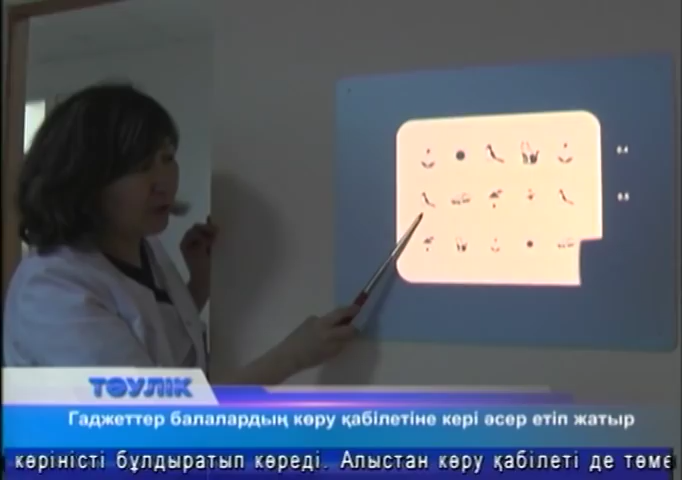 ТӘУЛІК
Гаджеттер балалардың көру қабілетіне кері әсер етіп жатыр
көріністі бұлдыратып көреді. Алыстан көру қабілеті де төме